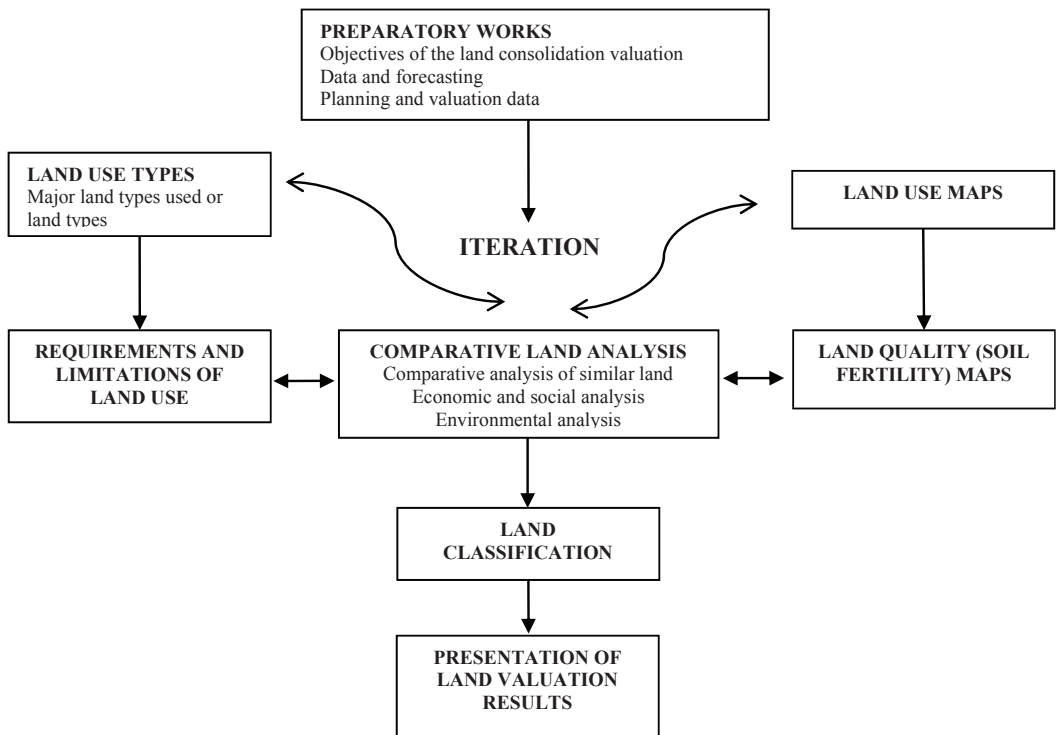 PREPARATORY WORKS
Objectives of the land consolidation valuation
Data and forecasting
Planning and valuation data
LAND USE TYPES
Major land types used or
land types
LAND USE MAPS
ITERATION
REQUIREMENTS AND
LIMITATIONS OF
LAND USE
COMPARATIVE LAND ANALYSIS
Comparative analysis of similar land
Economic and social analysis
Environmental analysis
LAND QUALITY (SOIL
FERTILITY) MAPS
LAND
CLASSIFICATION
PRESENTATION OF
LAND VALUATION
RESULTS